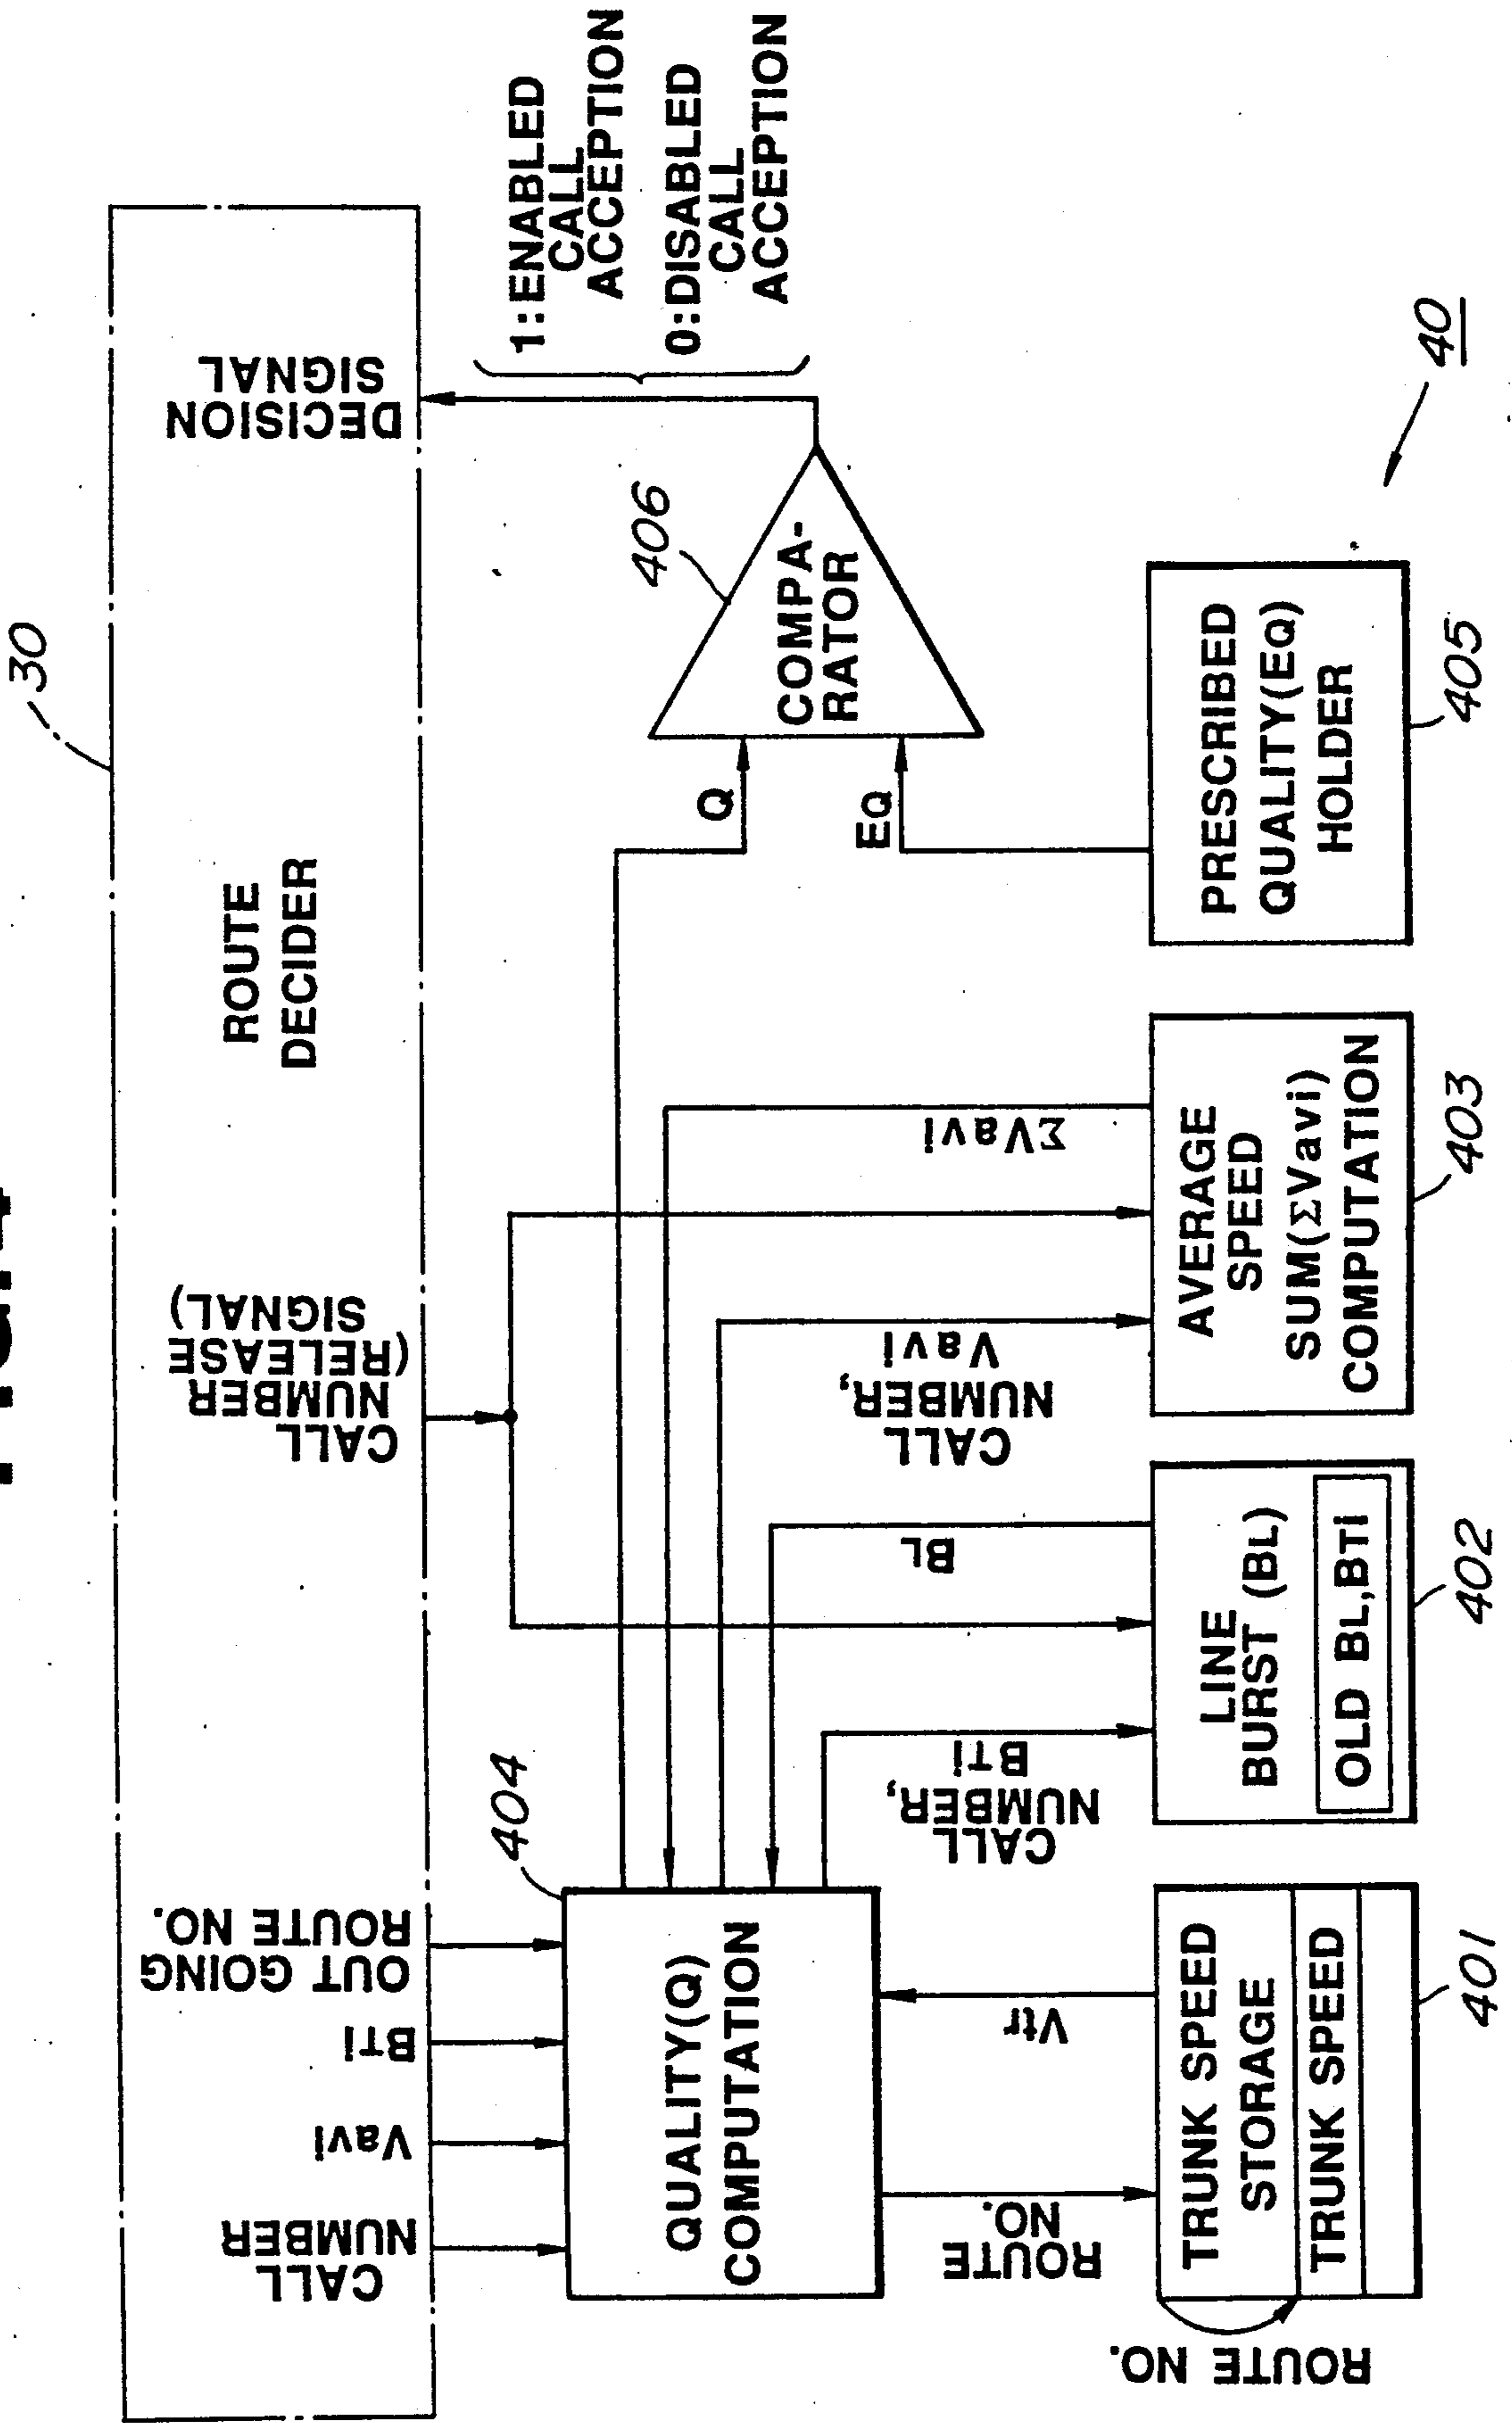 30
ROUTE
DECIDER
CALL
NUMBER
Vavi
BTi
OUT GOING
ROUTE NO.
CALL
NUMBER
(RELEASE
SIGNAL)
DECISION
SIGNAL
1:ENABLED
CALL
ACCEPTION
0:DISABLED
CALL
ACCEPTION
404
QUALITY(Q)
COMPUTATION
406
COMPA-
RATOR
Q
EQ
ROUTE
NO.
Vtr
CALL
NUMBER,
BTi
BL
CALL
NUMBER,
Vavi
ΣVavi
ROUTE NO.
TRUNK SPEED
STORAGE
TRUNK SPEED
401
LINE
BURST (BL)
OLD BL,BTi
402
AVERAGE
SPEED
SUM(ΣVavi)
COMPUTATION
403
PRESCRIBED
QUALITY(EQ)
HOLDER
405
40